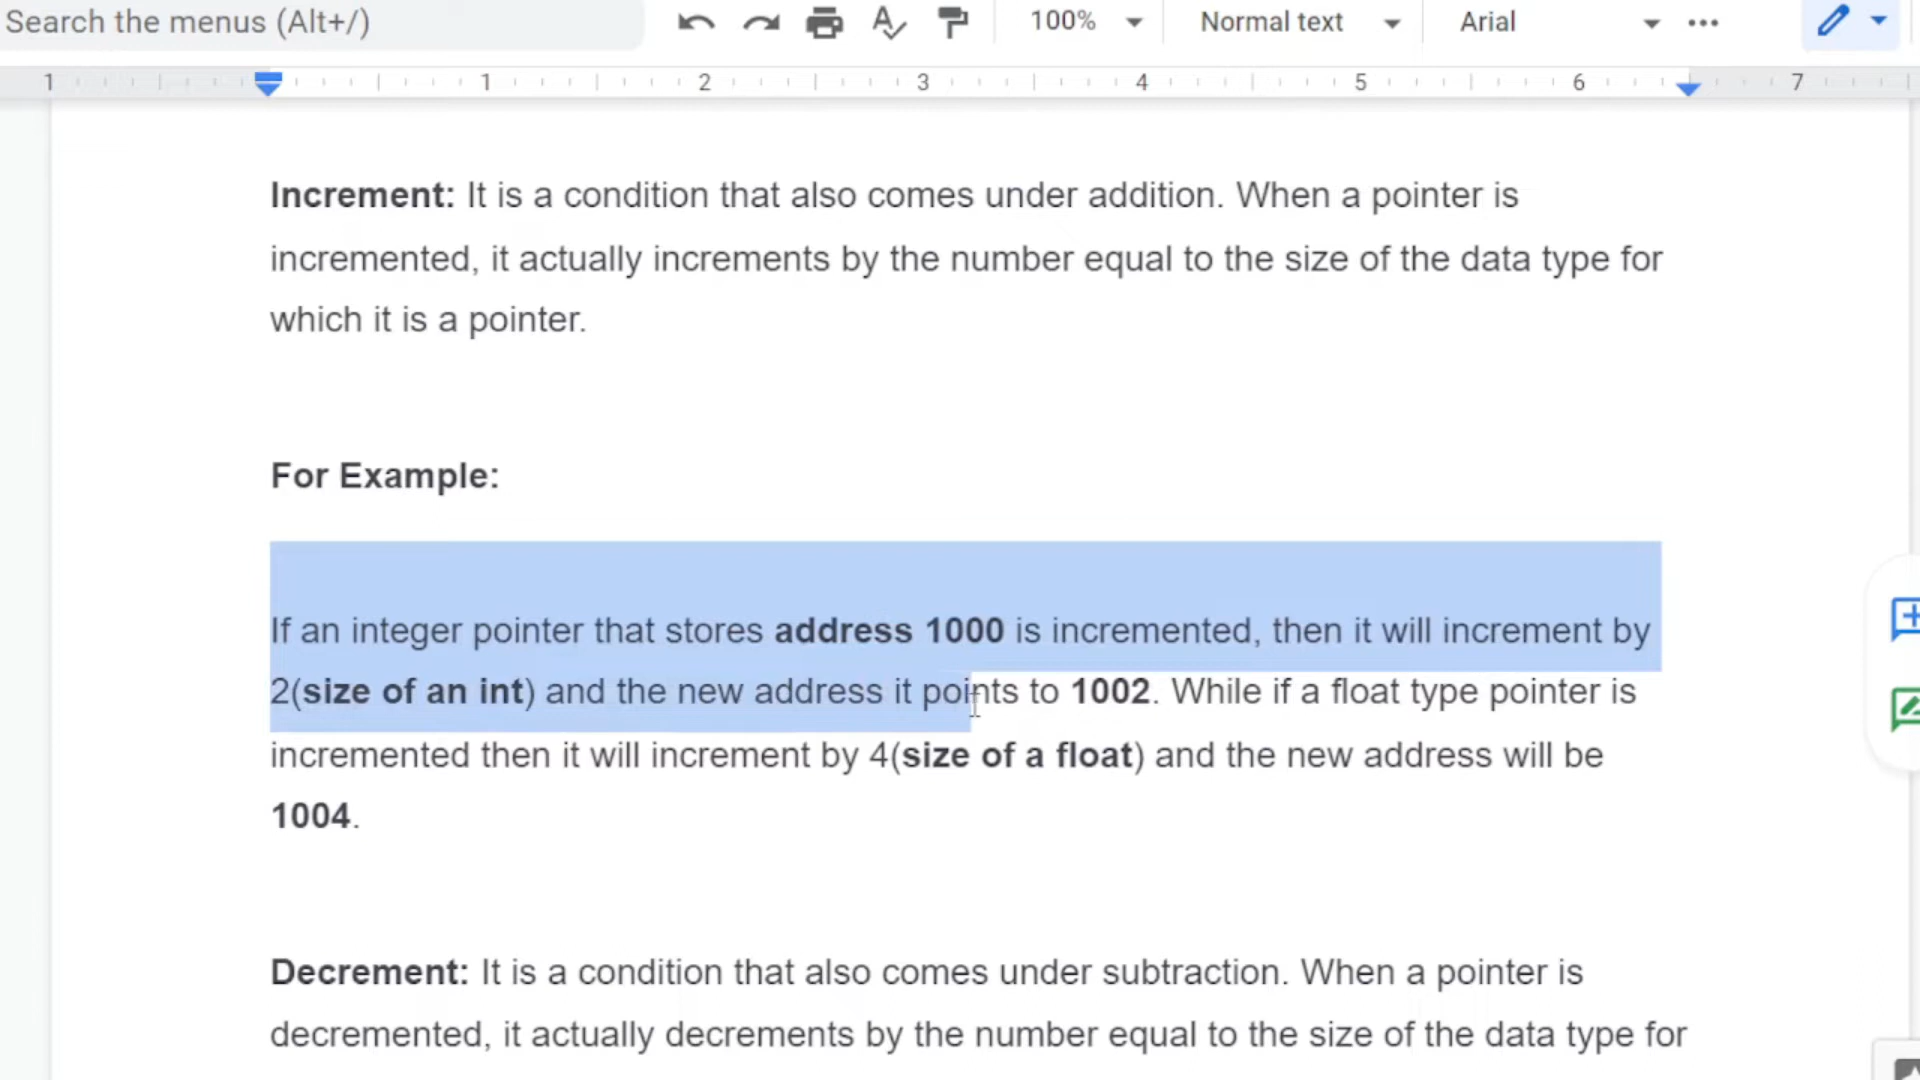 Search the menus (Alt+/) 100% Normal text Arial
1 1 2 3 4 5 6 7
Increment: It is a condition that also comes under addition. When a pointer is
incremented, it actually increments by the number equal to the size of the data type for
which it is a pointer.
For Example:
If an integer pointer that stores address 1000 is incremented, then it will increment by
2(size of an int) and the new address it points to 1002. While if a float type pointer is
incremented then it will increment by 4(size of a float) and the new address will be
1004.
Decrement: It is a condition that also comes under subtraction. When a pointer is
decremented, it actually decrements by the number equal to the size of the data type for